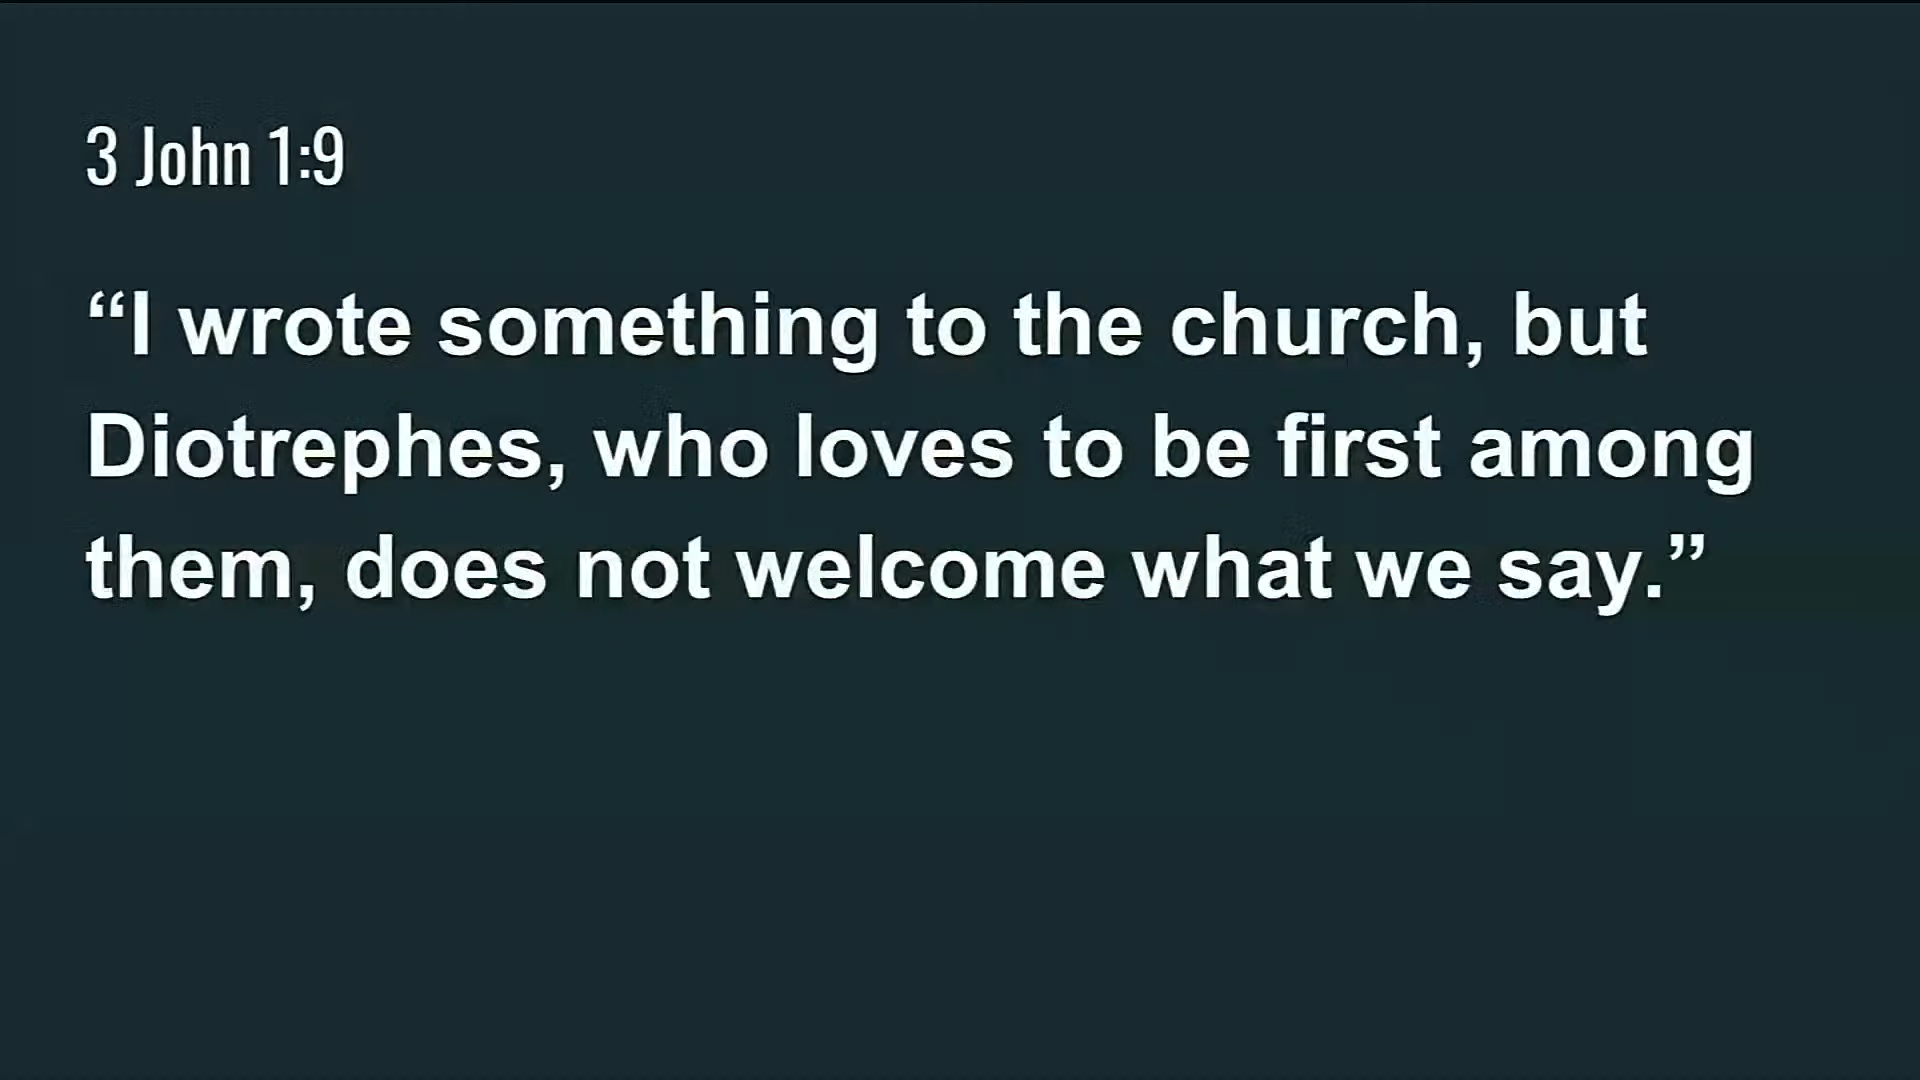 3 John 1:9
“I wrote something to the church, but
Diotrephes, who loves to be first among
them, does not welcome what we say.”